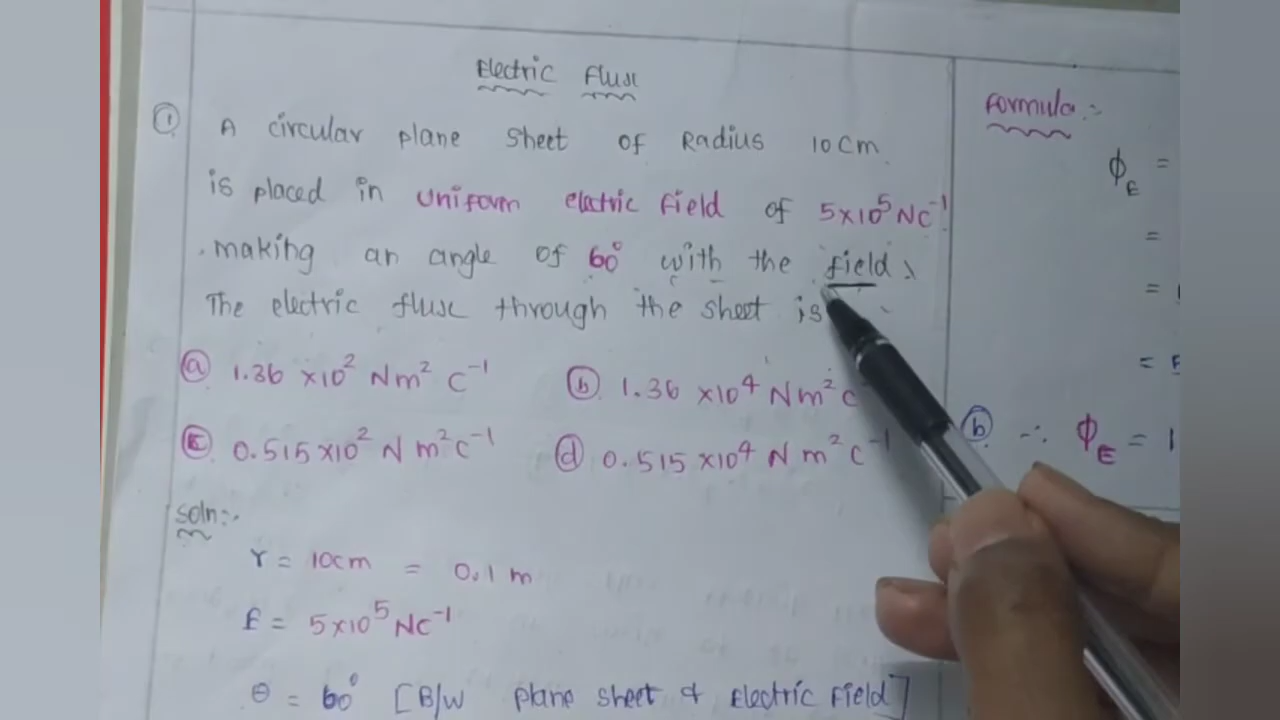 Electric Flux
① A circular plane sheet of Radius 10cm
is placed in Uniform electric field of 5×10⁵ NC⁻¹
making an angle of 60° with the field.
The electric flux through the sheet is
ⓐ 1.36 ×10² Nm² C⁻¹ ⓑ 1.36 ×10⁴ Nm² C
ⓒ 0.515×10² N m² C⁻¹ ⓓ 0.515 ×10⁴ N m² C⁻¹
Soln:-
r = 10cm = 0.1 m
E = 5×10⁵ NC⁻¹
θ = 60° [B/W plane sheet & Electric Field]
Formula:-
ϕ_E =
=
=
=
ⓑ ∴ ϕ_E = 1